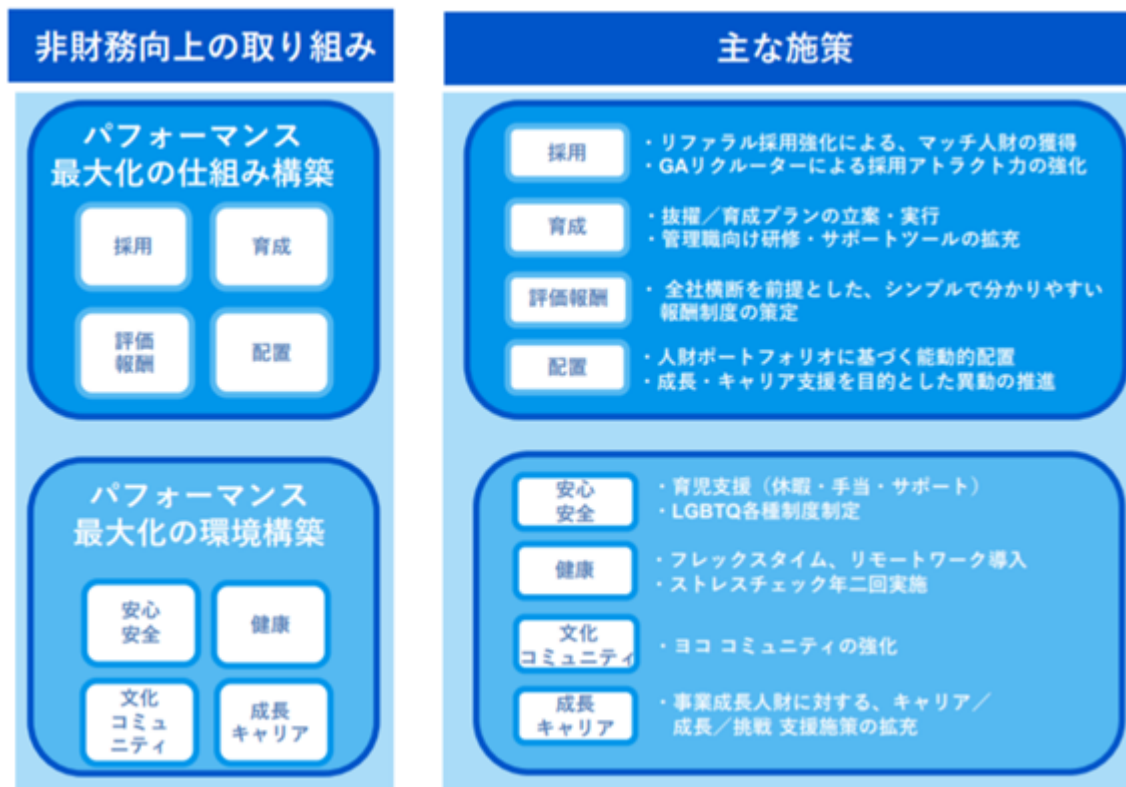 非財務向上の取り組み
パフォーマンス
最大化の仕組み構築
採用
育成
評価
報酬
配置
パフォーマンス
最大化の環境構築
安心
安全
健康
文化
コミュ
ニティ
成長
キャリア
主な施策
採用
・リファラル採用強化による、マッチ人財の獲得
・GAリクルーターによる採用アトラクト力の強化
育成
・抜擢／育成プランの立案・実行
・管理職向け研修・サポートツールの拡充
評価報酬
・ 全社横断を前提とした、シンプルで分かりやすい
報酬制度の策定
配置
・人財ポートフォリオに基づく能動的配置
・成長・キャリア支援を目的とした異動の推進
安心
安全
・育児支援（休暇・手当・サポート）
・LGBTQ各種制度制定
健康
・フレックスタイム、リモートワーク導入
・ストレスチェック年二回実施
文化
コミュニティ
・ヨコ コミュニティの強化
成長
キャリア
・事業成長人財に対する、キャリア／
成長／挑戦 支援施策の拡充